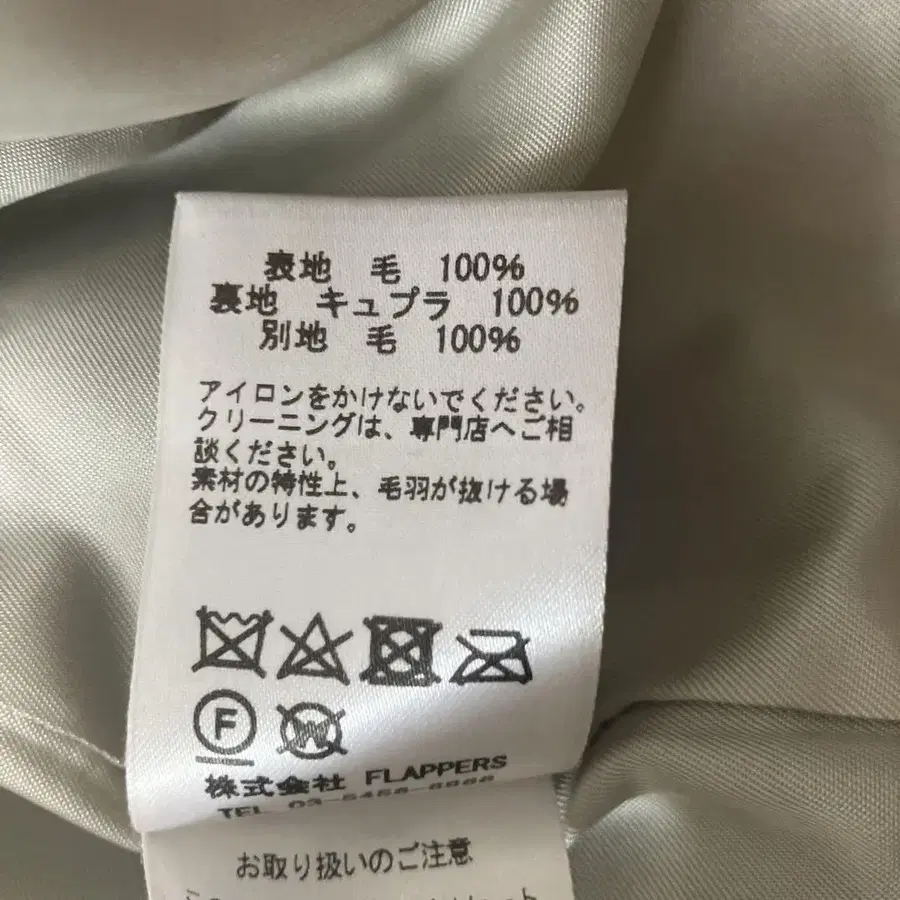 表地 毛 100%
裏地 キュプラ 100%
別地 毛 100%
アイロンをかけないでください。
クリーニングは、専門店へご相
談ください。
素材の特性上、毛羽が抜ける場
合があります。
F
W
株式会社 FLAPPERS
TEL 03-5456-6866
お取り扱いのご注意